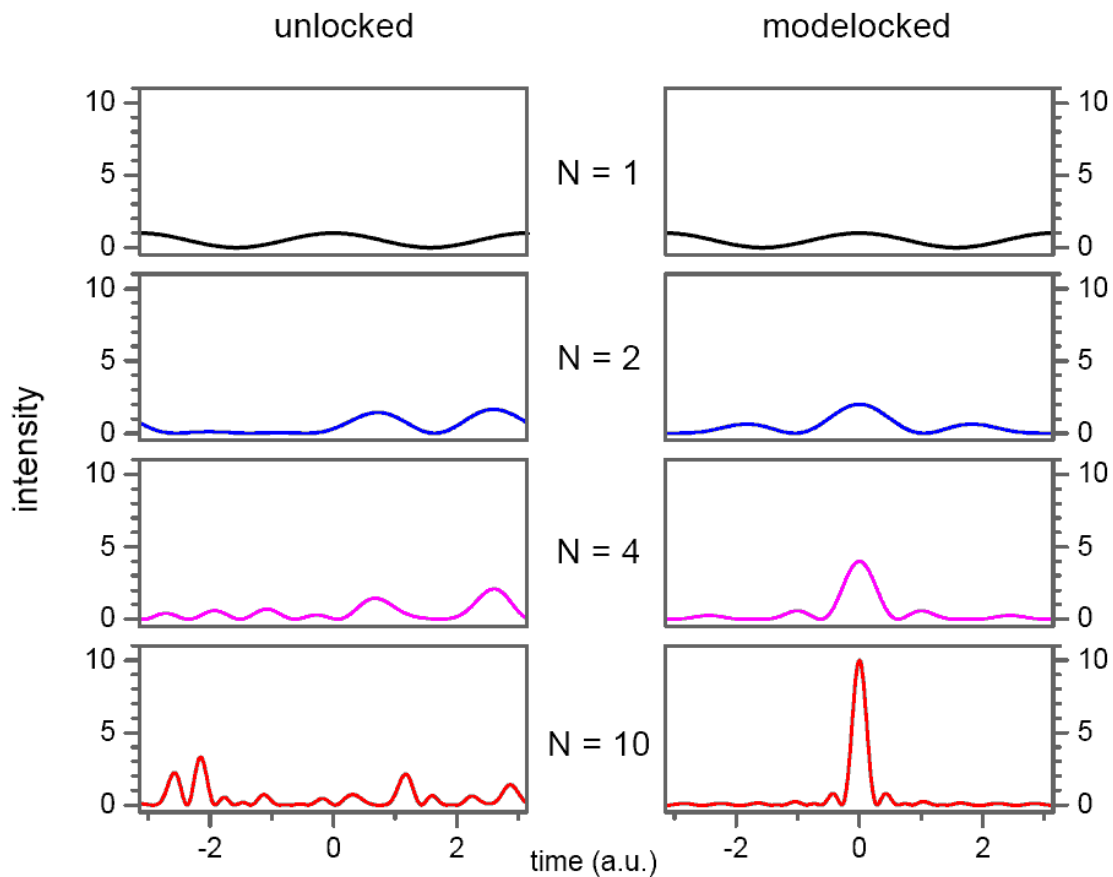 unlocked modelocked
10 10
5 N = 1 5
0 0
10 10
5 N = 2 5
0 0
intensity
10 10
5 N = 4 5
0 0
10 10
5 N = 10 5
0 0
-2 0 2 -2 0 2
time (a.u.)